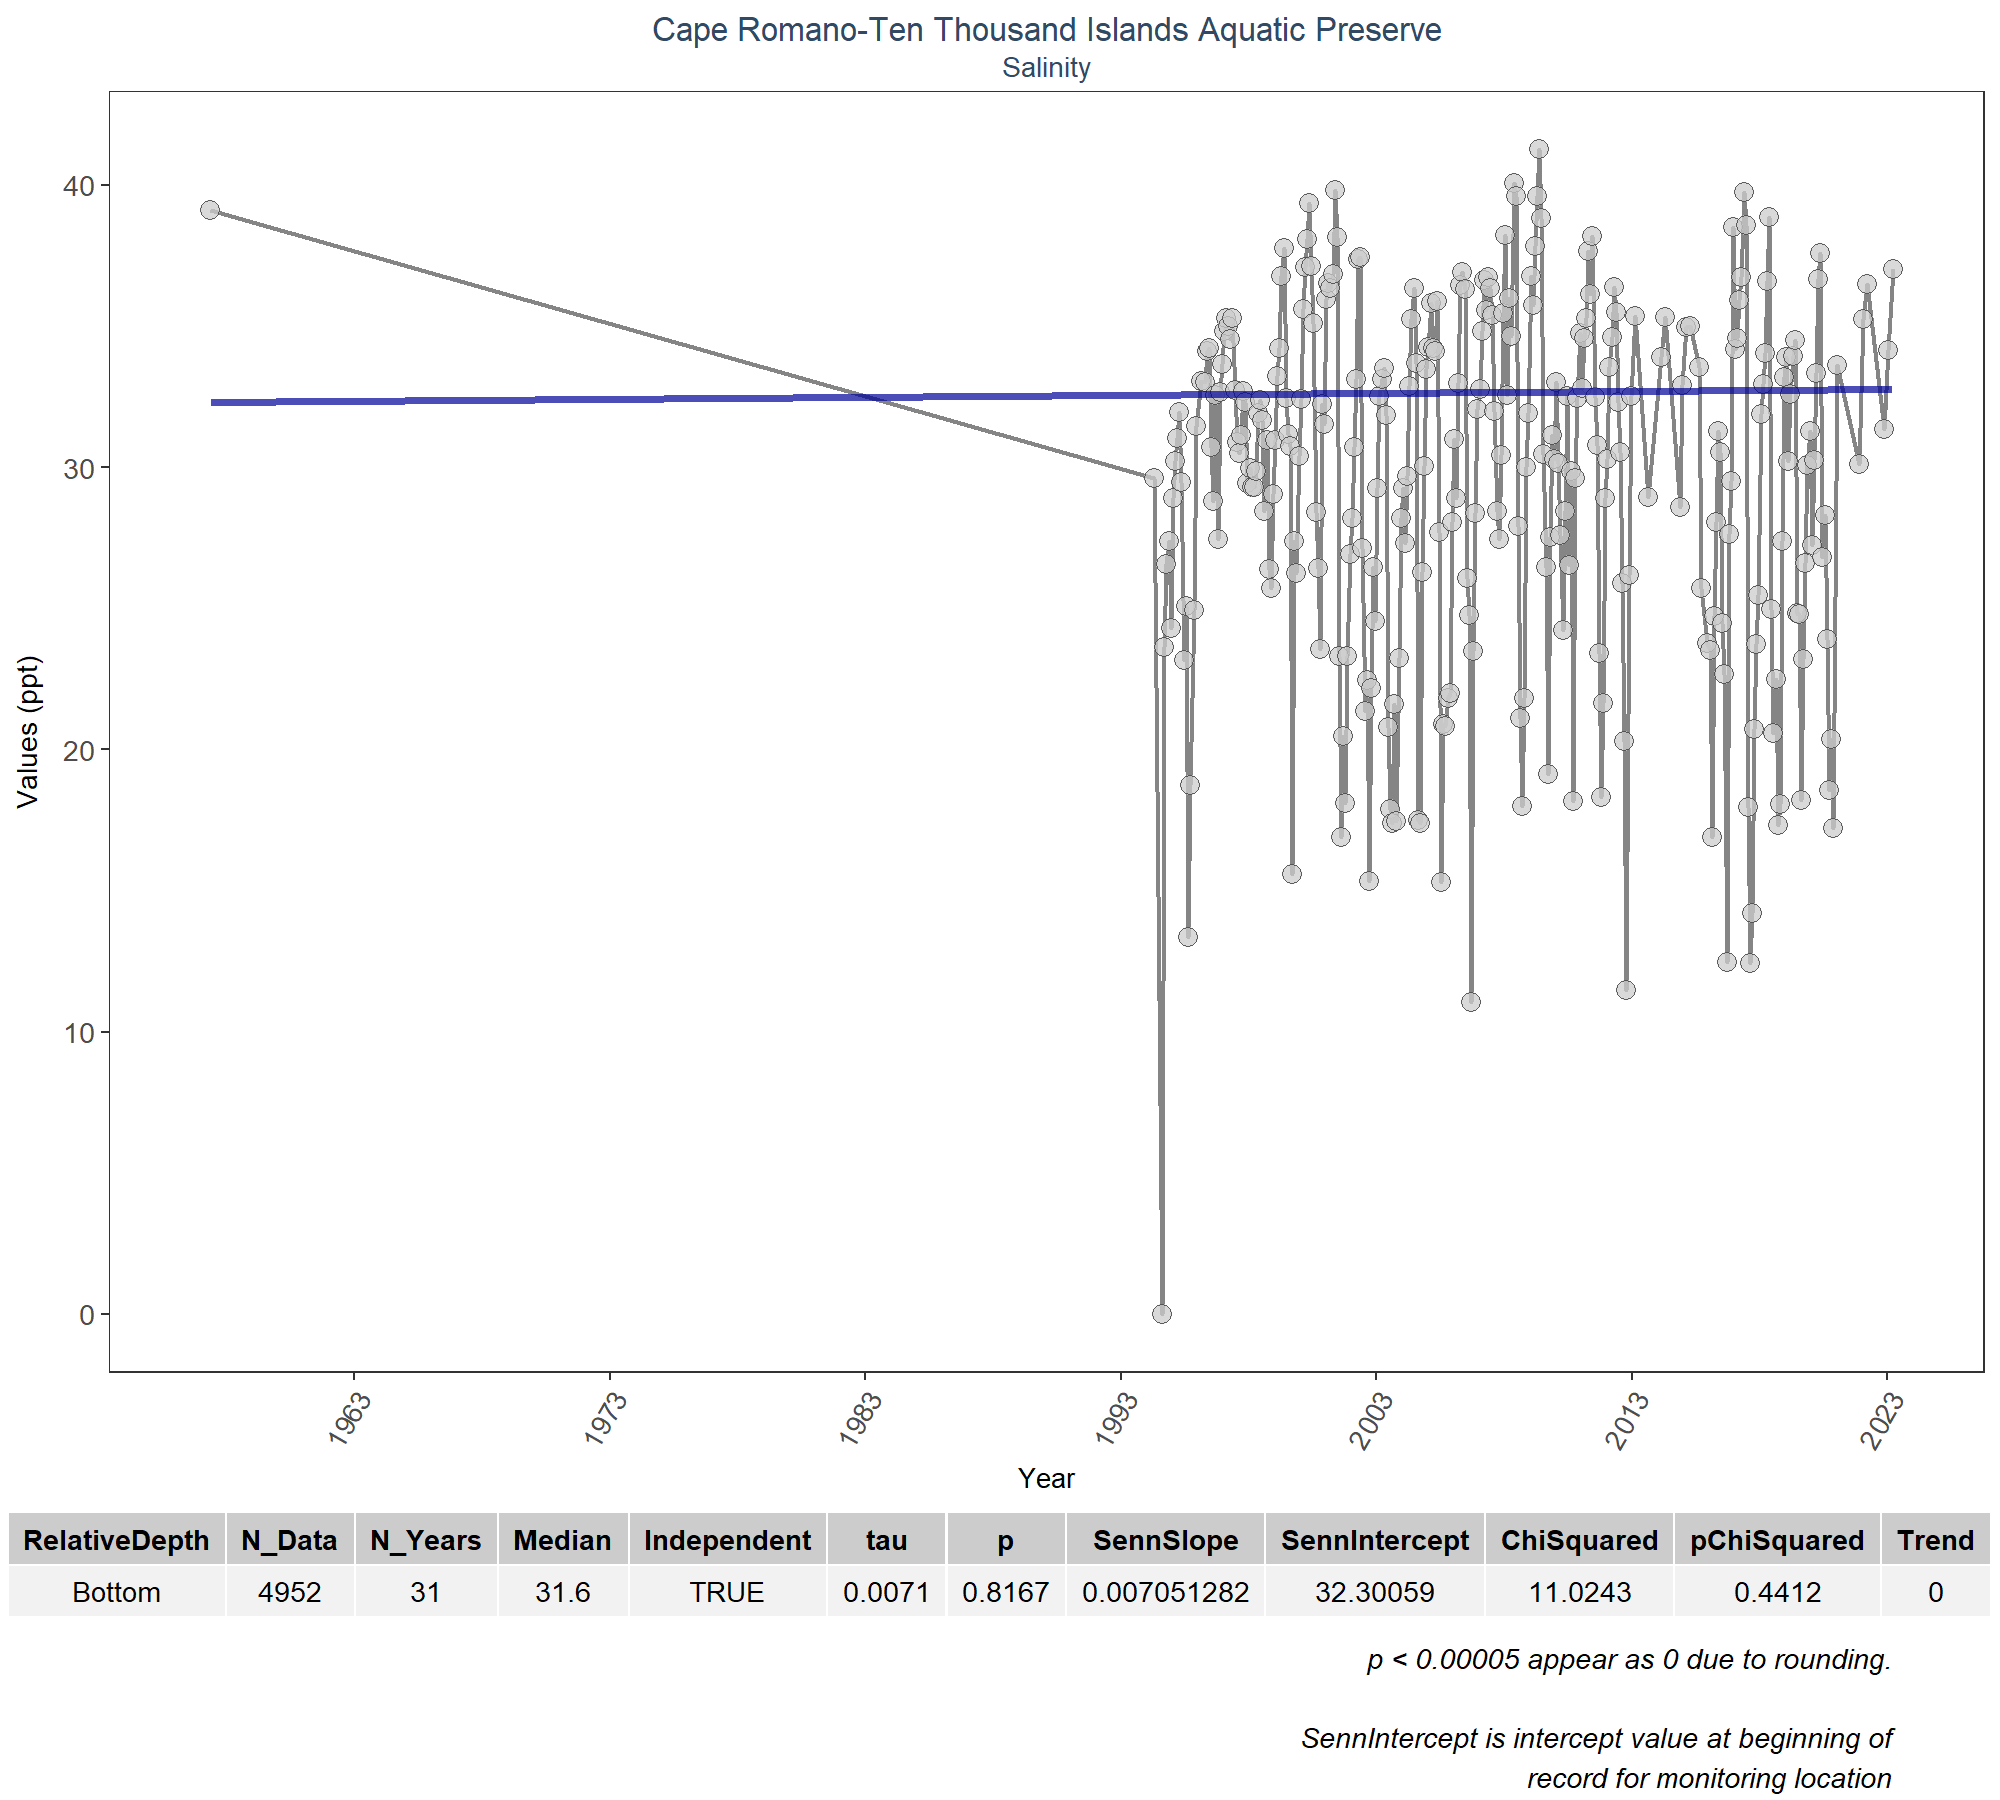 Cape Romano-Ten Thousand Islands Aquatic Preserve
Salinity
40
30
20
10
0
Values (ppt)
1963 1973 1983 1993 2003 2013 2023
Year
RelativeDepth N_Data N_Years Median Independent tau p SennSlope SennIntercept ChiSquared pChiSquared Trend
Bottom 4952 31 31.6 TRUE 0.0071 0.8167 0.007051282 32.30059 11.0243 0.4412 0
p < 0.00005 appear as 0 due to rounding.
SennIntercept is intercept value at beginning of
record for monitoring location